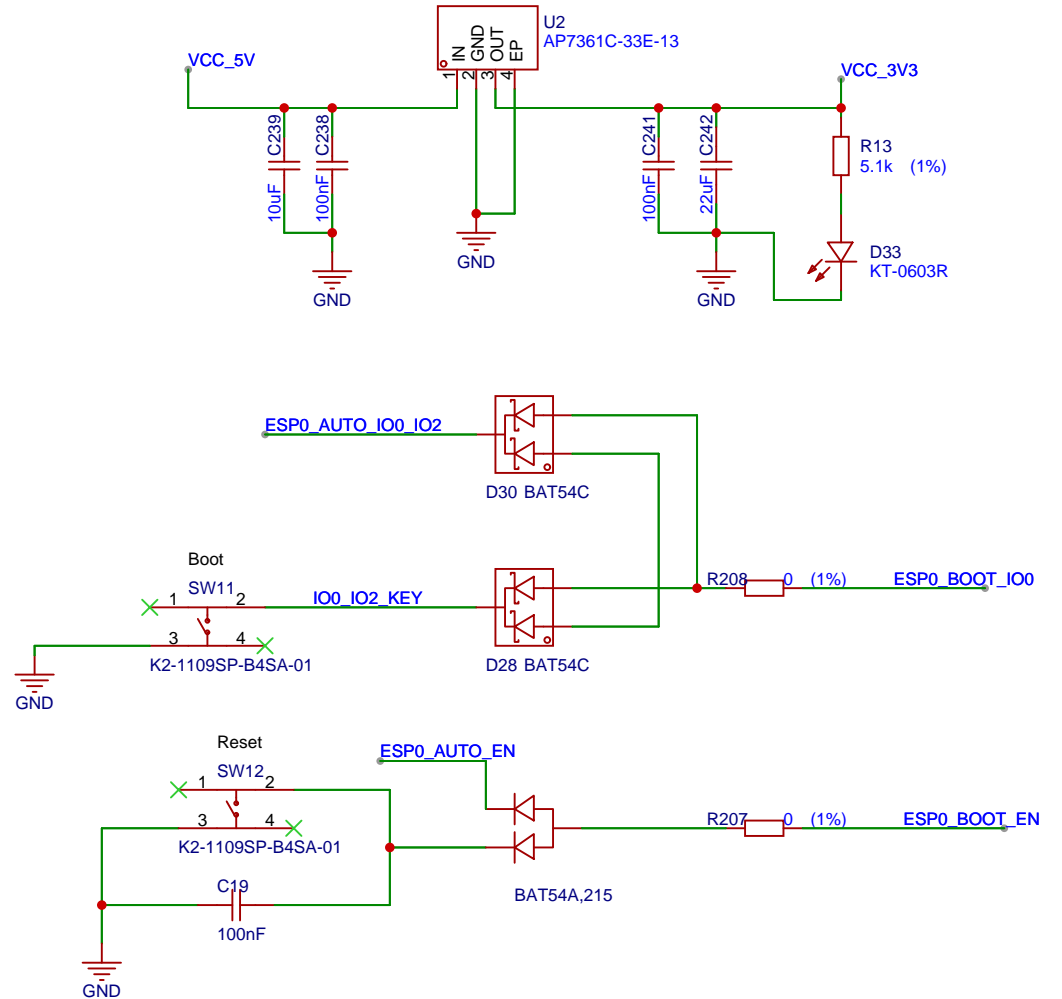 U2
AP7361C-33E-13
IN
GND
OUT
EP
1
2
3
4
VCC_5V
VCC_3V3
C239
10uF
C238
100nF
C241
100nF
C242
22uF
R13
5.1k (1%)
D33
KT-0603R
GND
GND
GND
ESP0_AUTO_IO0_IO2
D30 BAT54C
Boot
SW11
1 2
3 4
K2-1109SP-B4SA-01
IO0_IO2_KEY
D28 BAT54C
R208 0 (1%)
ESP0_BOOT_IO0
GND
Reset
SW12
1 2
3 4
K2-1109SP-B4SA-01
ESP0_AUTO_EN
R207 0 (1%)
ESP0_BOOT_EN
BAT54A,215
C19
100nF
GND